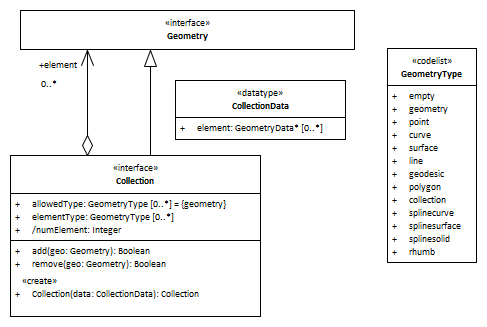 «interface»
Geometry
+element
0..*
«datatype»
CollectionData
+ element: GeometryData* [0..*]
«interface»
Collection
+ allowedType: GeometryType [0..*] = {geometry}
+ elementType: GeometryType [0..*]
+ /numElement: Integer
+ add(geo: Geometry): Boolean
+ remove(geo: Geometry): Boolean
«create»
+ Collection(data: CollectionData): Collection
«codelist»
GeometryType
+ empty
+ geometry
+ point
+ curve
+ surface
+ line
+ geodesic
+ polygon
+ collection
+ splinecurve
+ splinesurface
+ splinesolid
+ rhumb